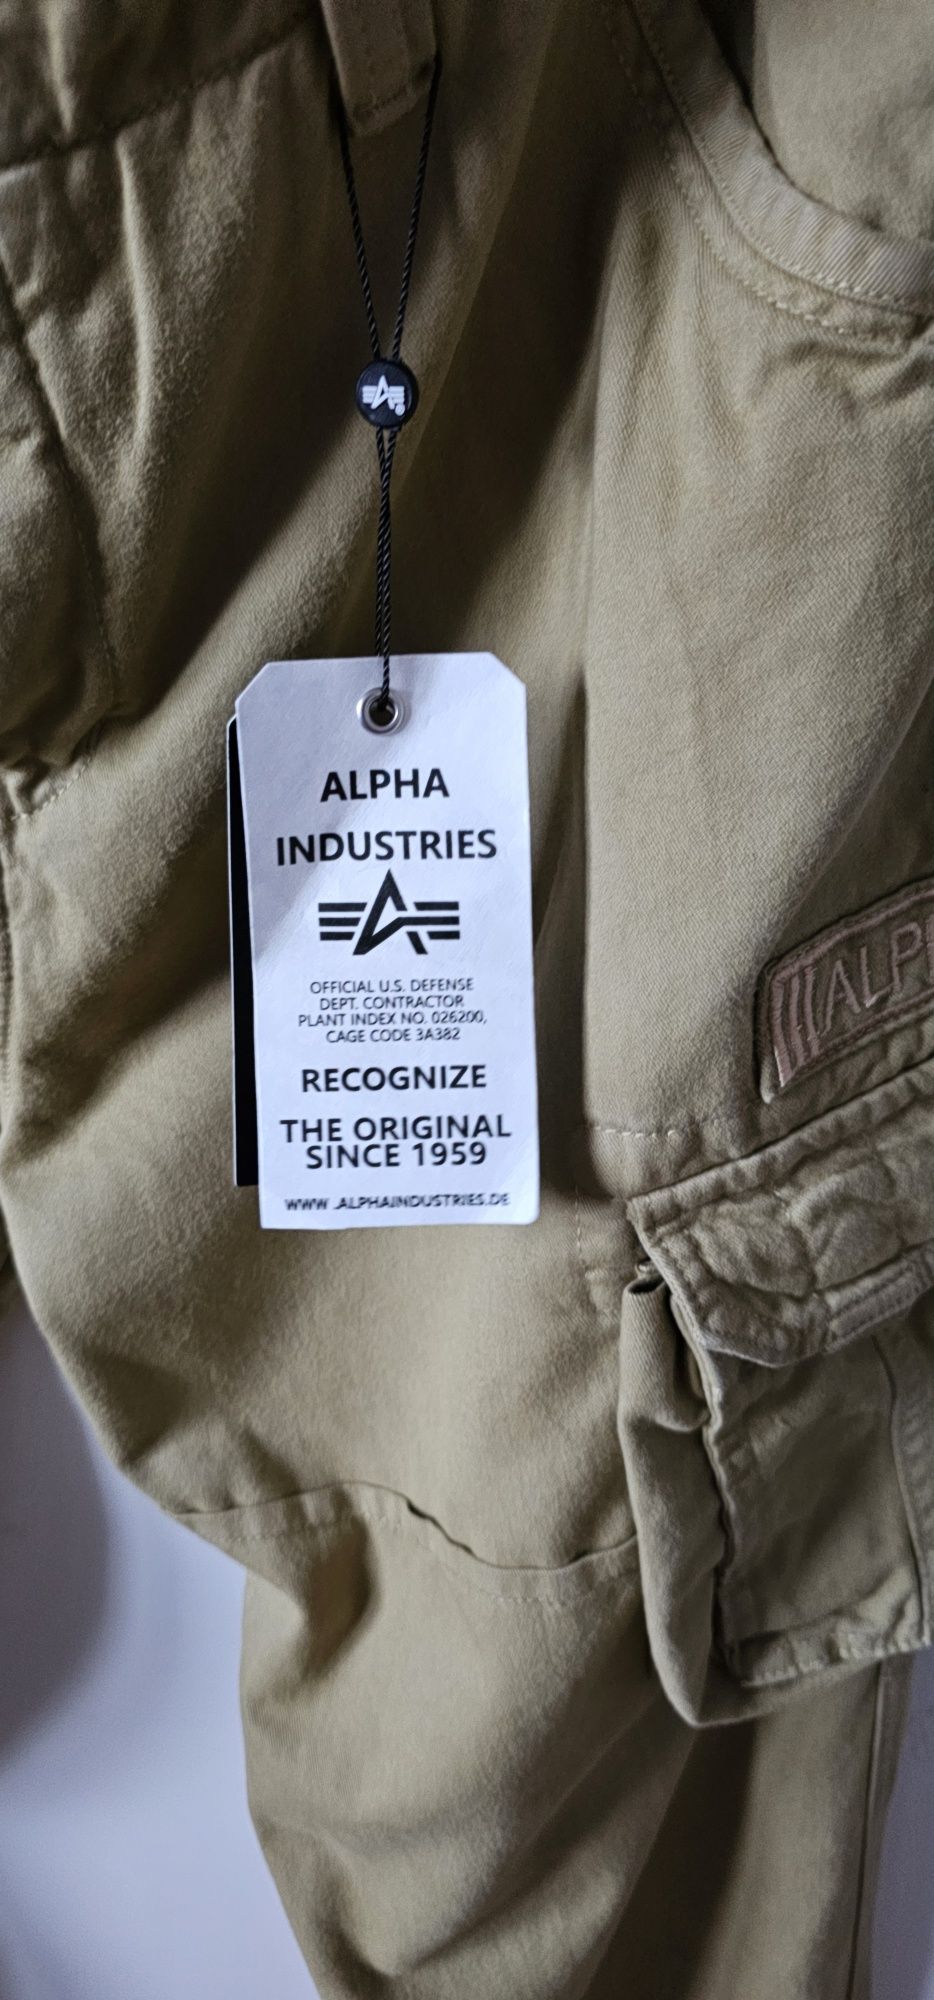 ALPHA
INDUSTRIES
OFFICIAL U.S. DEFENSE
DEPT. CONTRACTOR
PLANT INDEX NO. 026200,
CAGE CODE 3A382
RECOGNIZE
THE ORIGINAL
SINCE 1959
WWW .ALPHAINDUSTRIES.DE
ALP